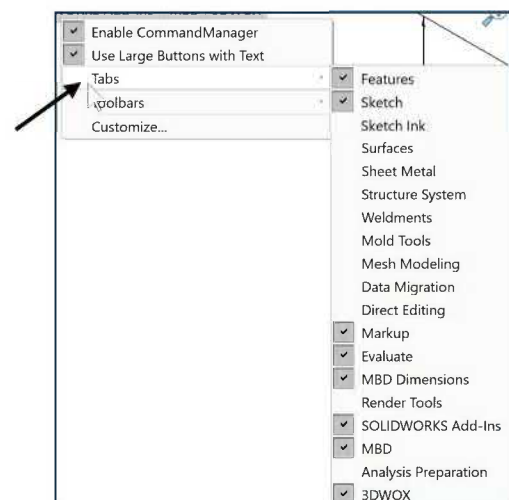 Enable CommandManager
Use Large Buttons with Text
Tabs
Toolbars
Customize...
Features
Sketch
Sketch Ink
Surfaces
Sheet Metal
Structure System
Weldments
Mold Tools
Mesh Modeling
Data Migration
Direct Editing
Markup
Evaluate
MBD Dimensions
Render Tools
SOLIDWORKS Add-Ins
MBD
Analysis Preparation
3DWOX